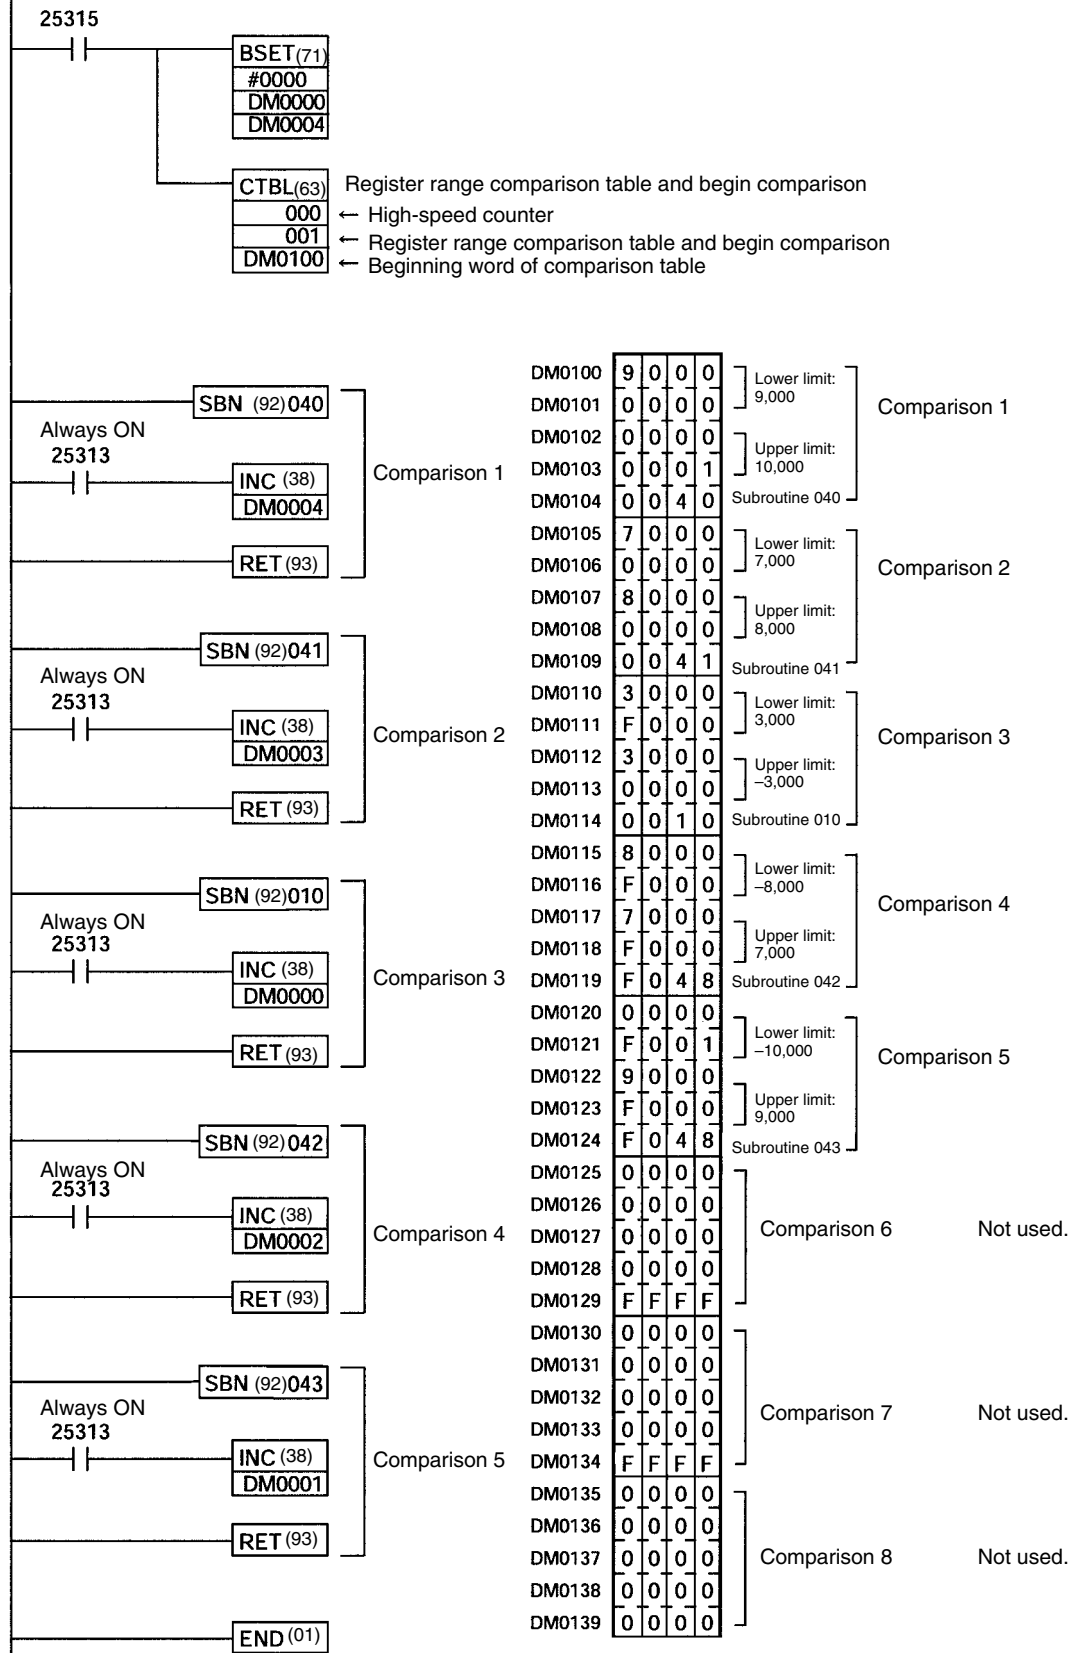 25315
BSET(71)
#0000
DM0000
DM0004
CTBL(63) Register range comparison table and begin comparison
000 ← High-speed counter
001 ← Register range comparison table and begin comparison
DM0100 ← Beginning word of comparison table
SBN (92)040
Always ON
25313
INC (38)
DM0004
RET (93)
Comparison 1
SBN (92)041
Always ON
25313
INC (38)
DM0003
RET (93)
Comparison 2
SBN (92)010
Always ON
25313
INC (38)
DM0000
RET (93)
Comparison 3
SBN (92)042
Always ON
25313
INC (38)
DM0002
RET (93)
Comparison 4
SBN (92)043
Always ON
25313
INC (38)
DM0001
RET (93)
Comparison 5
END (01)
DM0100 9 0 0 0
DM0101 0 0 0 0
Lower limit:
9,000
DM0102 0 0 0 0
DM0103 0 0 0 1
Upper limit:
10,000
DM0104 0 0 4 0 Subroutine 040
Comparison 1
DM0105 7 0 0 0
DM0106 0 0 0 0
Lower limit:
7,000
DM0107 8 0 0 0
DM0108 0 0 0 0
Upper limit:
8,000
DM0109 0 0 4 1 Subroutine 041
Comparison 2
DM0110 3 0 0 0
DM0111 F 0 0 0
Lower limit:
3,000
DM0112 3 0 0 0
DM0113 0 0 0 0
Upper limit:
–3,000
DM0114 0 0 1 0 Subroutine 010
Comparison 3
DM0115 8 0 0 0
DM0116 F 0 0 0
Lower limit:
–8,000
DM0117 7 0 0 0
DM0118 F 0 0 0
Upper limit:
7,000
DM0119 F 0 4 8 Subroutine 042
Comparison 4
DM0120 0 0 0 0
DM0121 F 0 0 1
Lower limit:
–10,000
DM0122 9 0 0 0
DM0123 F 0 0 0
Upper limit:
9,000
DM0124 F 0 4 8 Subroutine 043
Comparison 5
DM0125 0 0 0 0
DM0126 0 0 0 0
DM0127 0 0 0 0
DM0128 0 0 0 0
DM0129 F F F F
Comparison 6 Not used.
DM0130 0 0 0 0
DM0131 0 0 0 0
DM0132 0 0 0 0
DM0133 0 0 0 0
DM0134 F F F F
Comparison 7 Not used.
DM0135 0 0 0 0
DM0136 0 0 0 0
DM0137 0 0 0 0
DM0138 0 0 0 0
DM0139 0 0 0 0
Comparison 8 Not used.